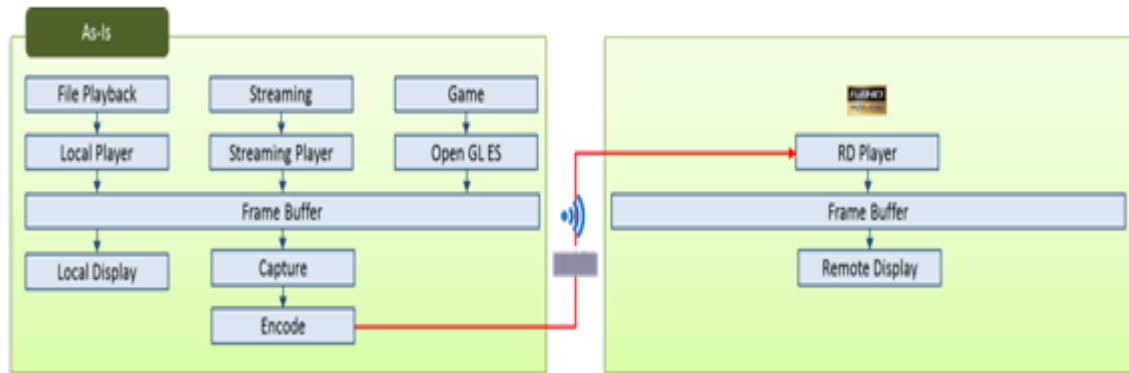 As-Is
File Playback
Streaming
Game
Local Player
Streaming Player
Open GL ES
RD Player
Frame Buffer
Frame Buffer
Local Display
Capture
Remote Display
Encode